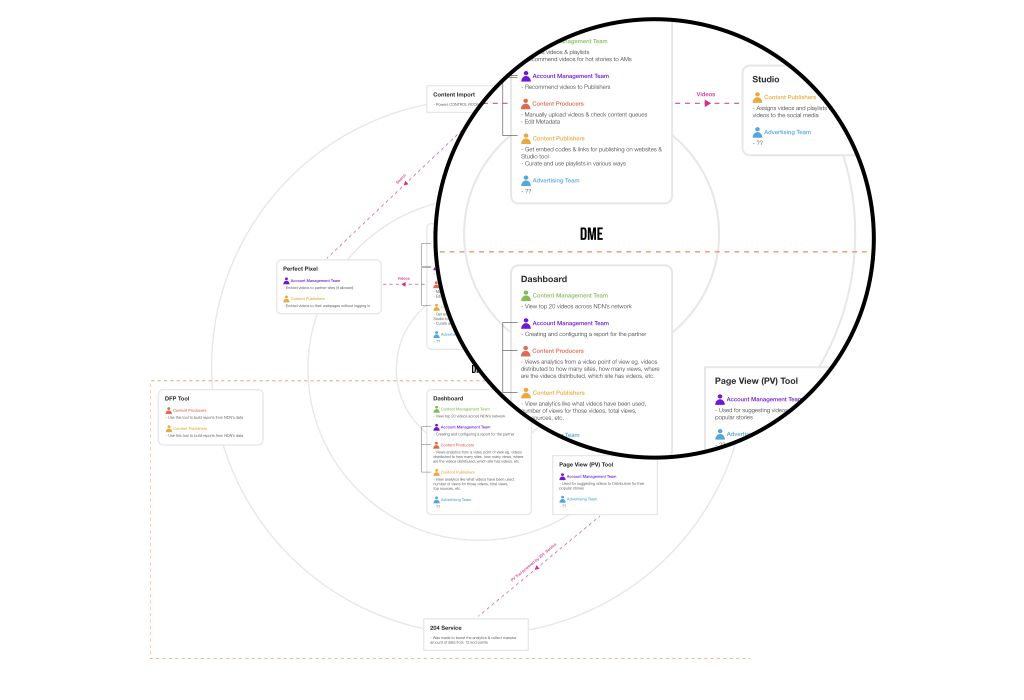 Content Import
- Powers CONTROL ROOM
Search
Perfect Pixel
Account Management Team
- Embed videos to partner sites (if allowed)
Content Publishers
- Embed videos to their webpages without logging in
Videos
DFP Tool
Content Producers
- Use this tool to build reports from NDN's data
Content Publishers
- Use this tool to build reports from NDN's data
Dashboard
Content Management Team
- View top 20 videos across NDN's network
Account Management Team
- Creating and configuring a report for the partner
Content Producers
- Views analytics from a video point of view eg. videos
distributed to how many sites, how many views, where
are the videos distributed, which site has videos, etc.
Content Publishers
- View analytics like what videos have been used,
number of views for those videos, total views,
top sources, etc.
Advertising Team
- ??
Page View (PV) Tool
Account Management Team
- Used for suggesting videos to Distribution for their
popular stories
Advertising Team
- ??
PV Tool powered by 204 Service
204 Service
- Was made to boost the analytics & collect massive
amount of data from 10 end points
agement Team
videos & playlists
commend videos for hot stories to AMs
Account Management Team
- Recommend videos to Publishers
Content Producers
- Manually upload videos & check content queues
- Edit Metadata
Content Publishers
- Get embed codes & links for publishing on websites &
Studio tool
- Curate and use playlists in various ways
Advertising Team
- ??
Videos
Studio
Content Publishers
- Assigns videos and playlists
videos to the social media
Advertising Team
- ??
DME
Dashboard
Content Management Team
- View top 20 videos across NDN's network
Account Management Team
- Creating and configuring a report for the partner
Content Producers
- Views analytics from a video point of view eg. videos
distributed to how many sites, how many views, where
are the videos distributed, which site has videos, etc.
Content Publishers
- View analytics like what videos have been used,
number of views for those videos, total views,
sources, etc.
Team
Page View (PV) Tool
Account Management Team
- Used for suggesting videos
popular stories